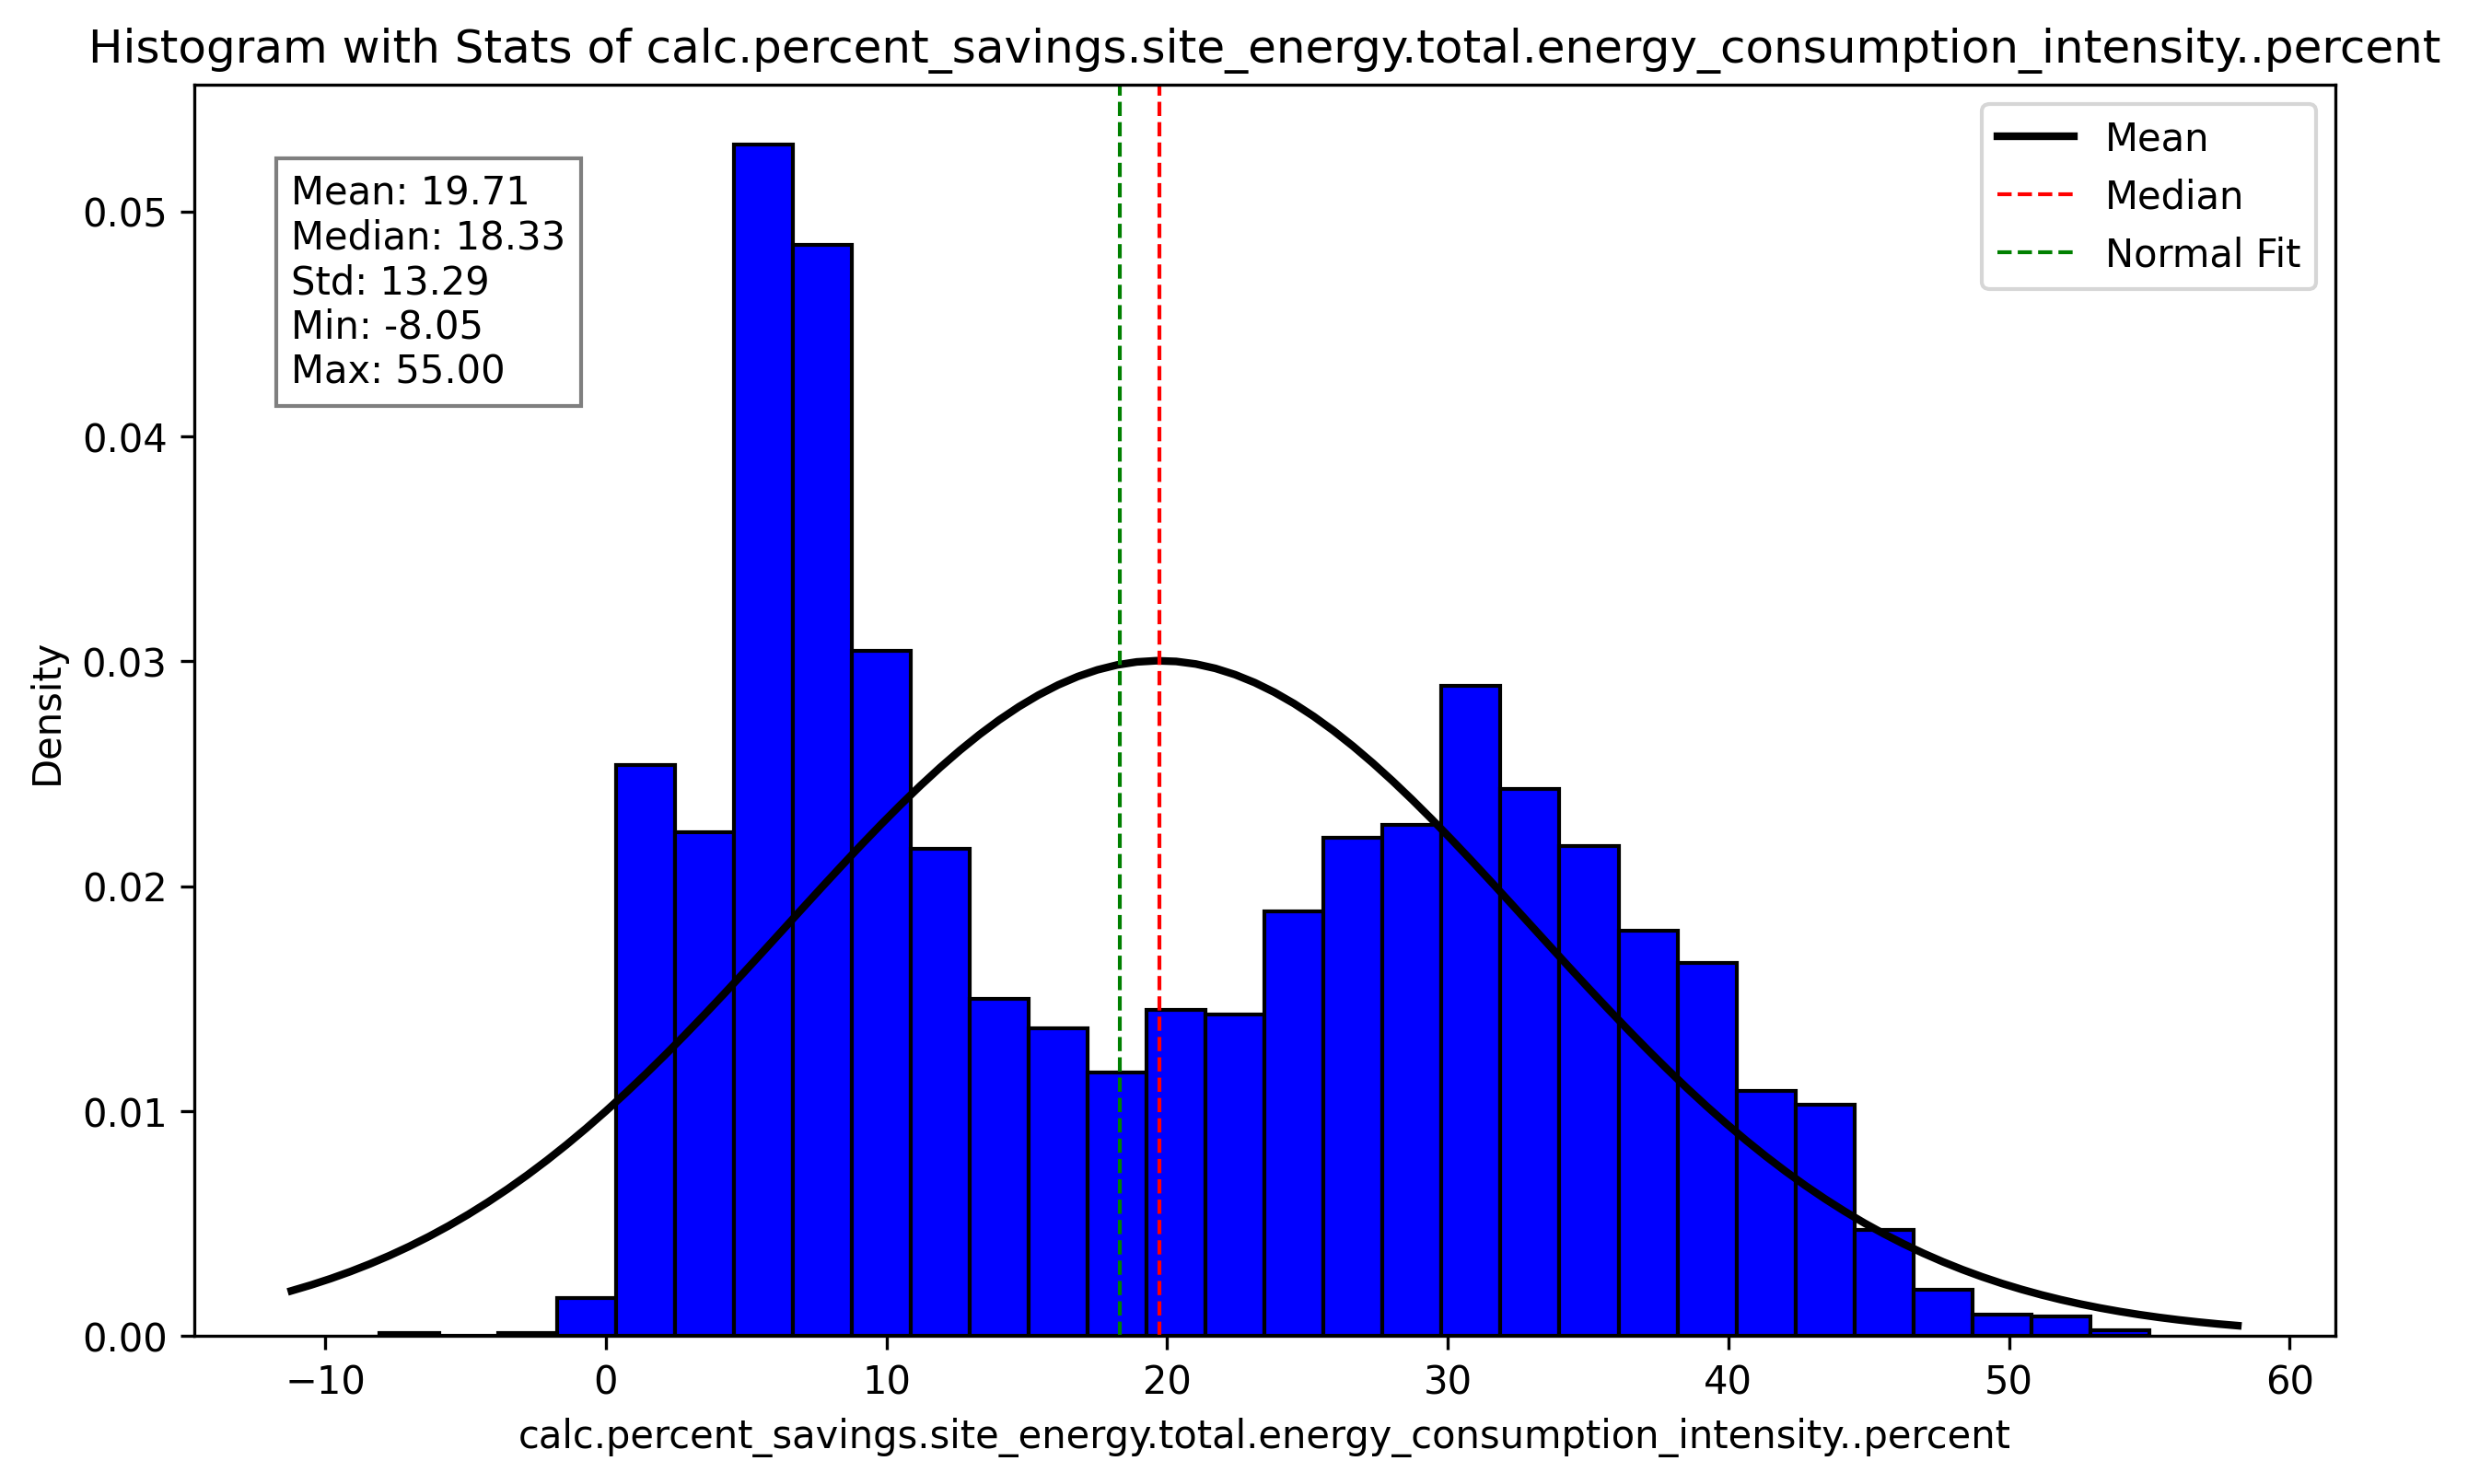 Histogram with Stats of calc.percent_savings.site_energy.total.energy_consumption_intensity..percent
Mean: 19.71
Median: 18.33
Std: 13.29
Min: -8.05
Max: 55.00
Mean
Median
Normal Fit
Density
0.05
0.04
0.03
0.02
0.01
0.00
−10 0 10 20 30 40 50 60
calc.percent_savings.site_energy.total.energy_consumption_intensity..percent